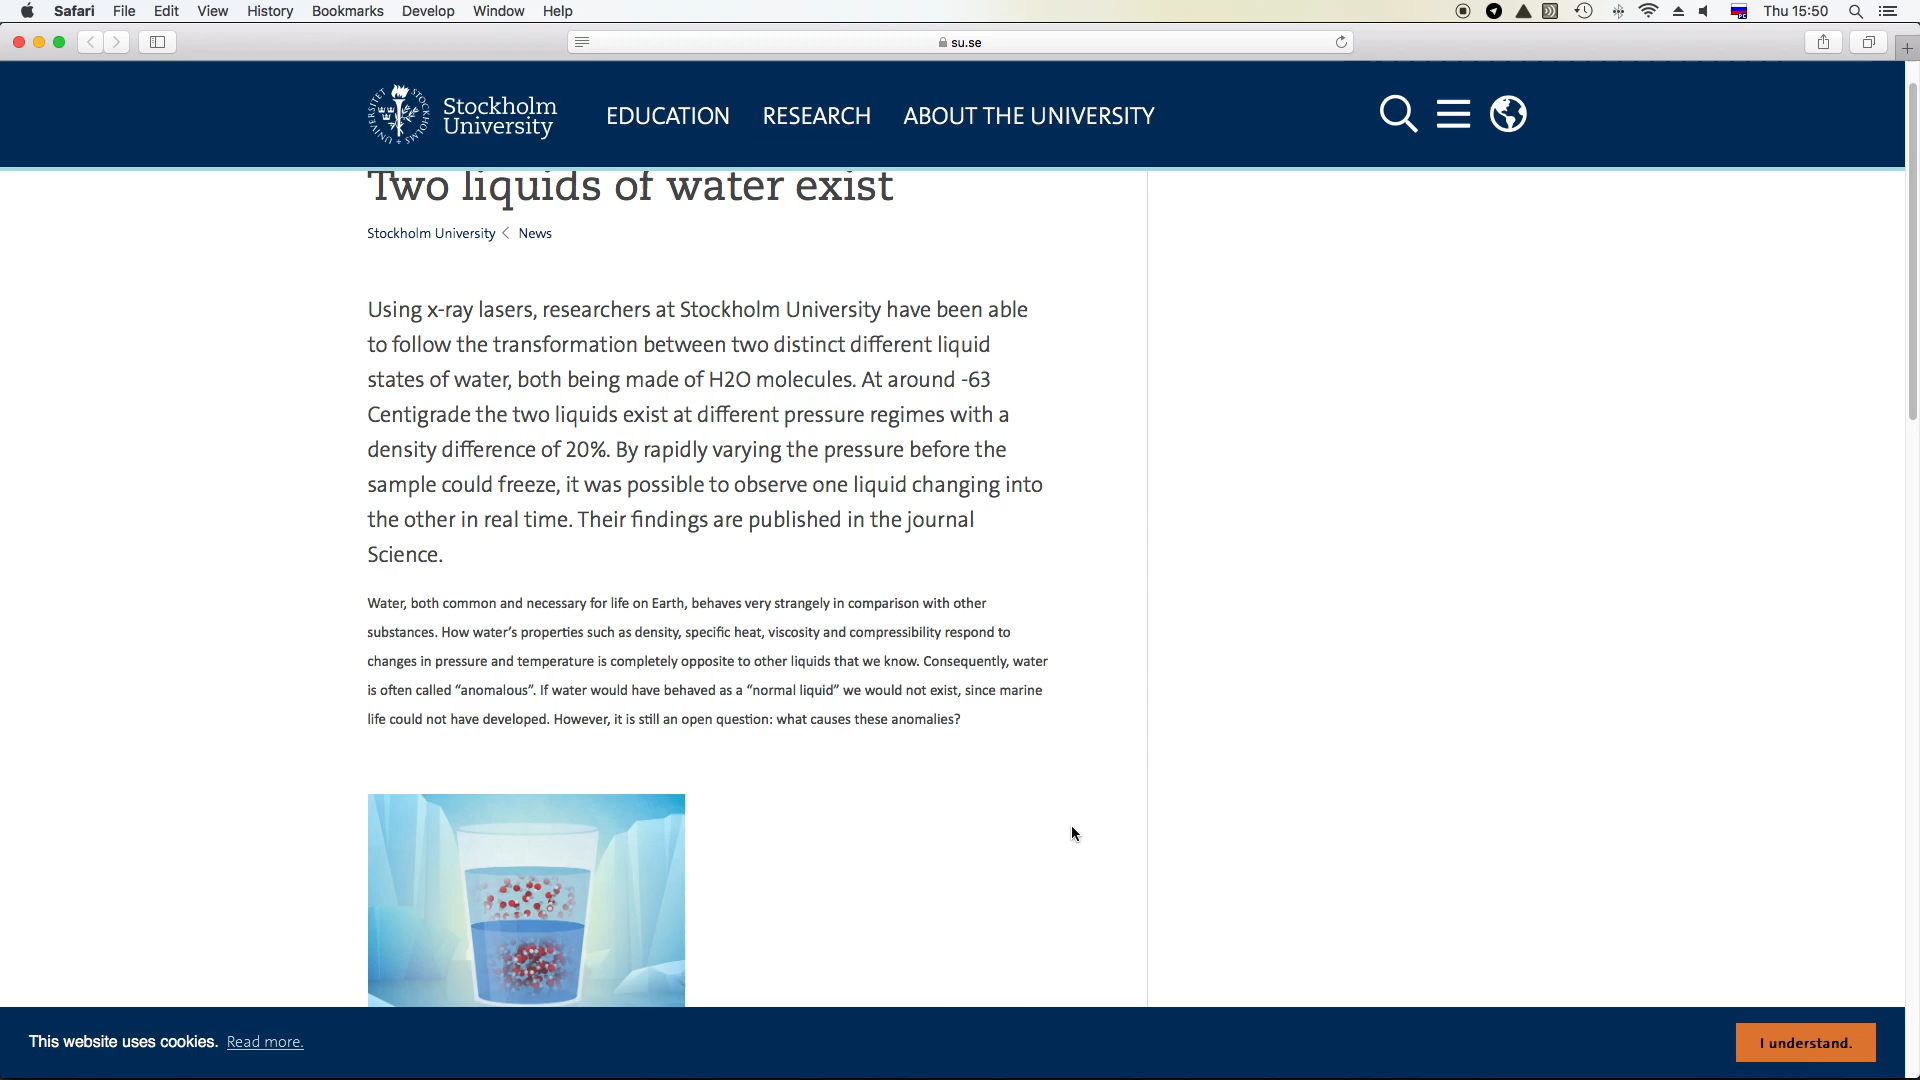 Safari File Edit View History Bookmarks Develop Window Help Thu 15:50
su.se
Stockholm
University
EDUCATION RESEARCH ABOUT THE UNIVERSITY
Two liquids of water exist
Stockholm University News
Using x-ray lasers, researchers at Stockholm University have been able
to follow the transformation between two distinct different liquid
states of water, both being made of H2O molecules. At around -63
Centigrade the two liquids exist at different pressure regimes with a
density difference of 20%. By rapidly varying the pressure before the
sample could freeze, it was possible to observe one liquid changing into
the other in real time. Their findings are published in the journal
Science.
Water, both common and necessary for life on Earth, behaves very strangely in comparison with other
substances. How water’s properties such as density, specific heat, viscosity and compressibility respond to
changes in pressure and temperature is completely opposite to other liquids that we know. Consequently, water
is often called “anomalous”. If water would have behaved as a “normal liquid” we would not exist, since marine
life could not have developed. However, it is still an open question: what causes these anomalies?
This website uses cookies. Read more.
I understand.